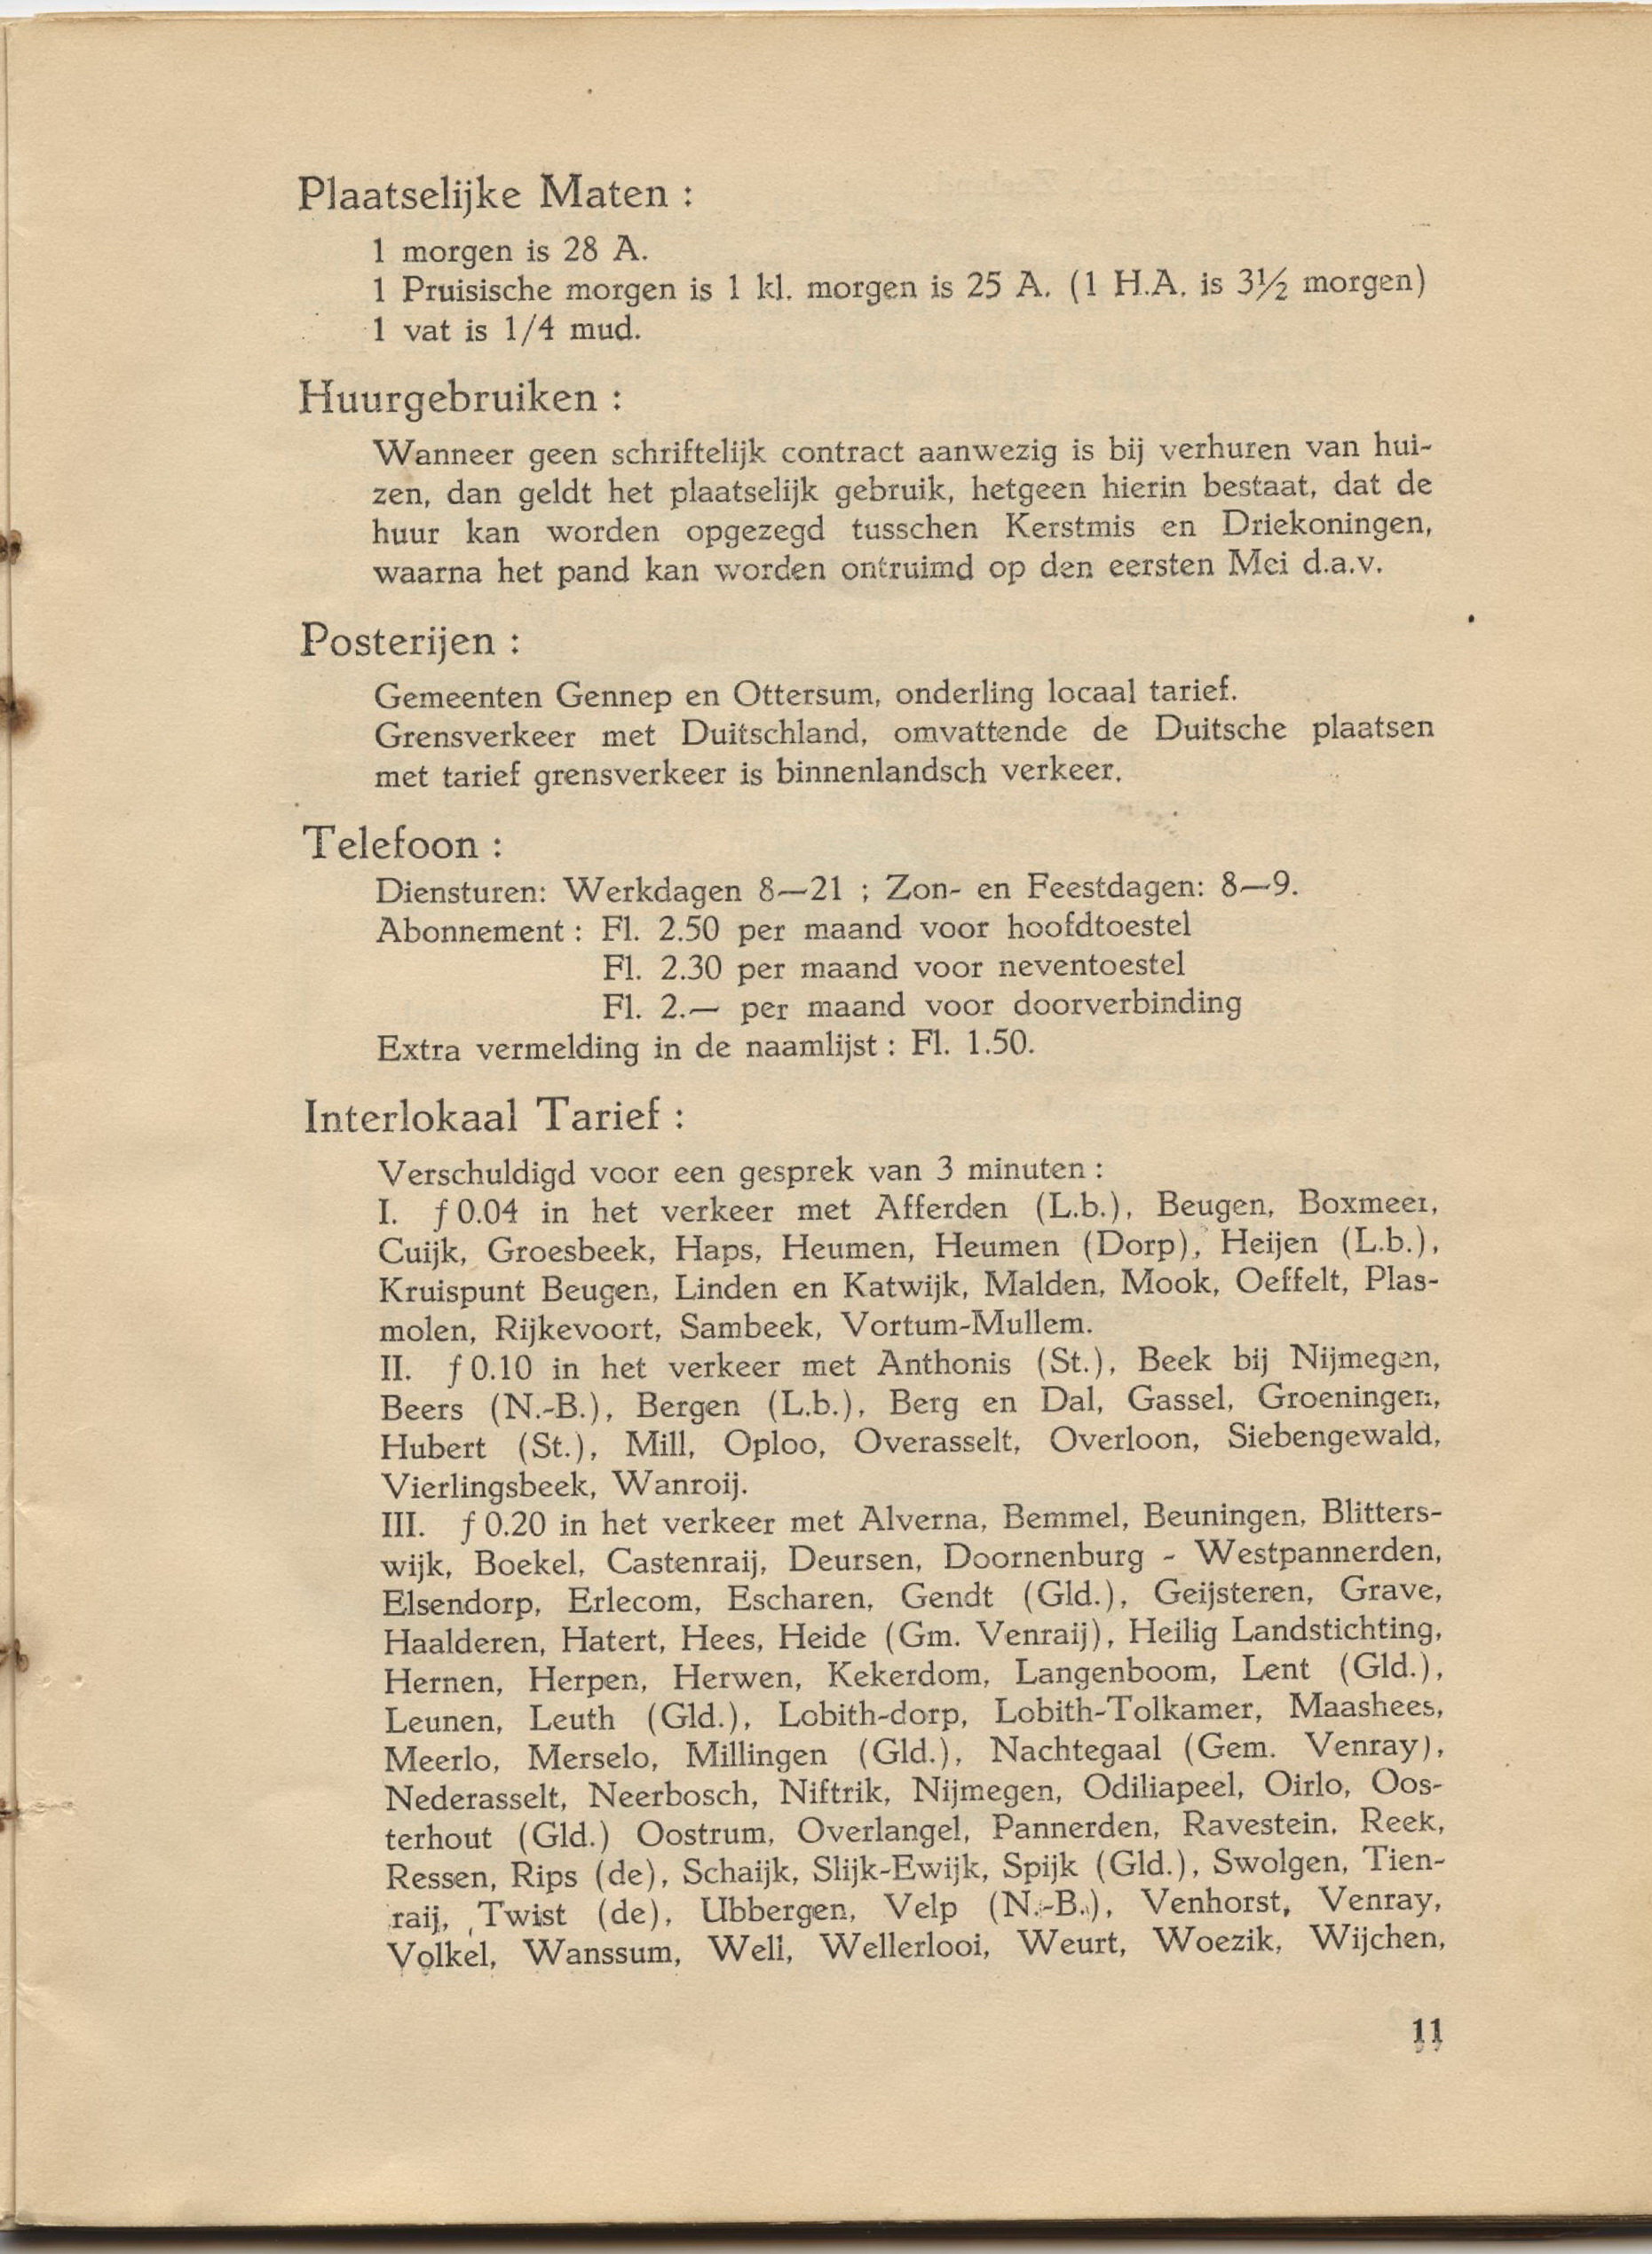 Plaatselijke Maten :
1 morgen is 28 A.
1 Pruisische morgen is 1 kl. morgen is 25 A. (1 H.A. is 3½ morgen)
1 vat is 1/4 mud.
Huurgebruiken :
Wanneer geen schriftelijk contract aanwezig is bij verhuren van hui-
zen, dan geldt het plaatselijk gebruik, hetgeen hierin bestaat, dat de
huur kan worden opgezegd tusschen Kerstmis en Driekoningen,
waarna het pand kan worden ontruimd op den eersten Mei d.a.v.
Posterijen :
Gemeenten Gennep en Ottersum, onderling locaal tarief.
Grensverkeer met Duitschland, omvattende de Duitsche plaatsen
met tarief grensverkeer is binnenlandsch verkeer.
Telefoon :
Diensturen: Werkdagen 8—21 ; Zon- en Feestdagen: 8—9.
Abonnement : Fl. 2.50 per maand voor hoofdtoestel
Fl. 2.30 per maand voor neventoestel
Fl. 2.— per maand voor doorverbinding
Extra vermelding in de naamlijst : Fl. 1.50.
Interlokaal Tarief :
Verschuldigd voor een gesprek van 3 minuten :
I. ƒ 0.04 in het verkeer met Afferden (L.b.), Beugen, Boxmeer,
Cuijk, Groesbeek, Haps, Heumen, Heumen (Dorp), Heijen (L.b.),
Kruispunt Beugen, Linden en Katwijk, Malden, Mook, Oeffelt, Plas-
molen, Rijkevoort, Sambeek, Vortum-Mullem.
II. ƒ 0.10 in het verkeer met Anthonis (St.), Beek bij Nijmegen,
Beers (N.-B.), Bergen (L.b.), Berg en Dal, Gassel, Groeningen,
Hubert (St.), Mill, Oploo, Overasselt, Overloon, Siebengewald,
Vierlingsbeek, Wanroij.
III. ƒ 0.20 in het verkeer met Alverna, Bemmel, Beuningen, Blitters-
wijk, Boekel, Castenraij, Deursen, Doornenburg - Westpannerden,
Elsendorp, Erlecom, Escharen, Gendt (Gld.), Geijsteren, Grave,
Haalderen, Hatert, Hees, Heide (Gm. Venraij), Heilig Landstichting,
Hernen, Herpen, Herwen, Kekerdom, Langenboom, Lent (Gld.),
Leunen, Leuth (Gld.), Lobith-dorp, Lobith-Tolkamer, Maashees,
Meerlo, Merselo, Millingen (Gld.), Nachtegaal (Gem. Venray),
Nederasselt, Neerbosch, Niftrik, Nijmegen, Odiliapeel, Oirlo, Oos-
terhout (Gld.) Oostrum, Overlangel, Pannerden, Ravestein, Reek,
Ressen, Rips (de), Schaijk, Slijk-Ewijk, Spijk (Gld.), Swolgen, Tien-
raij, Twist (de), Ubbergen, Velp (N.-B.), Venhorst, Venray,
Volkel, Wanssum, Well, Wellerlooi, Weurt, Woezik, Wijchen,
11